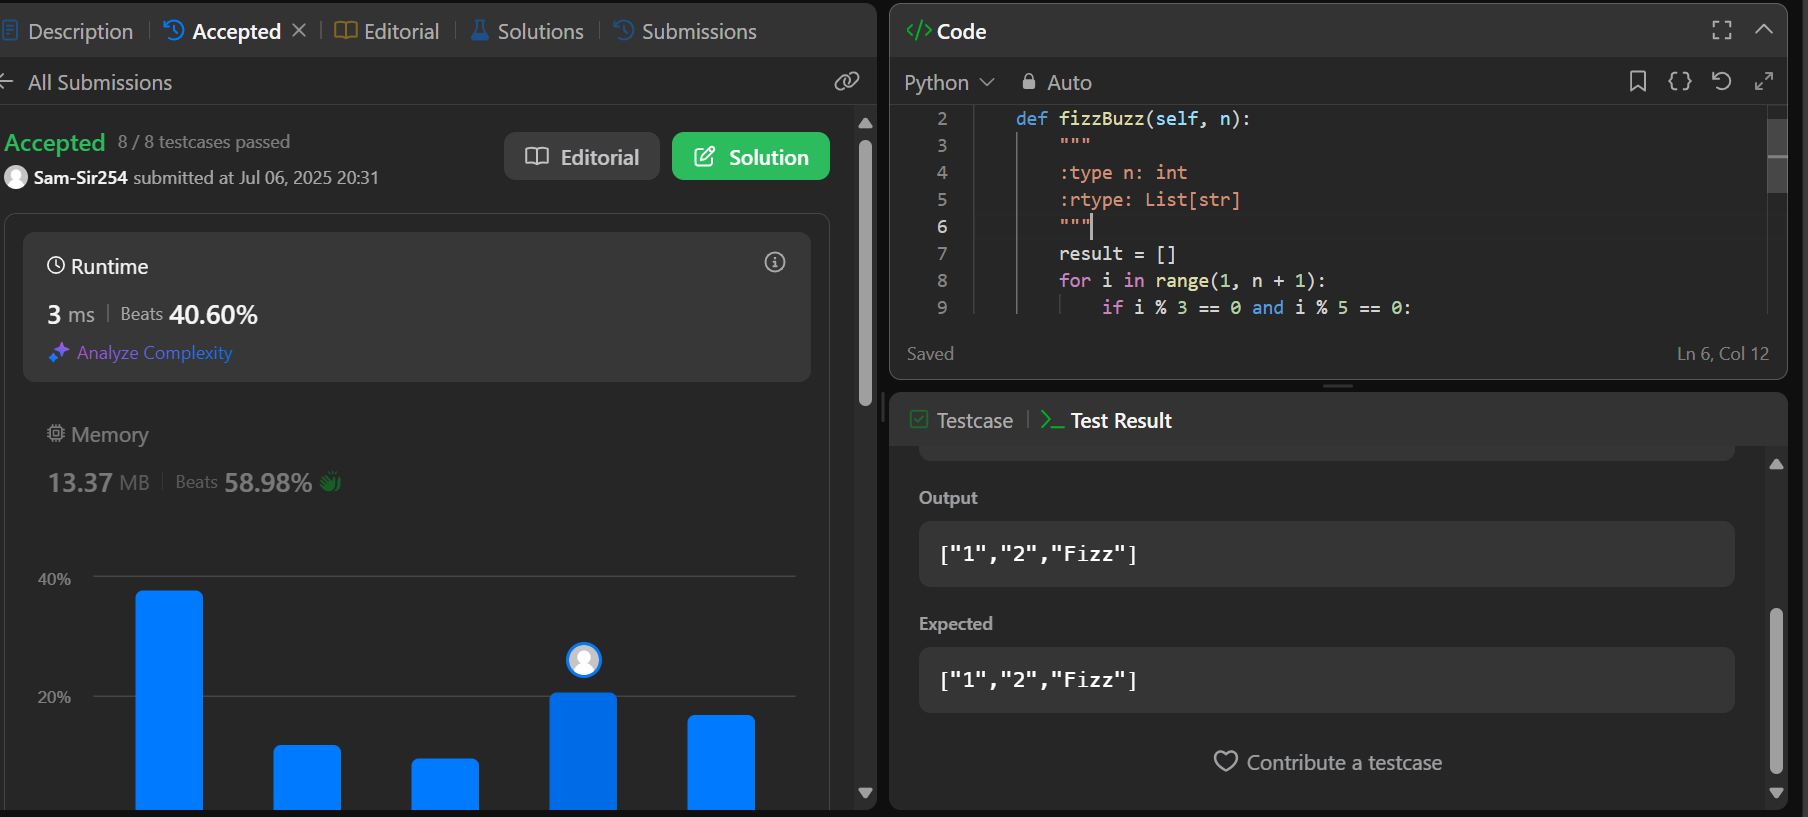 Description
Accepted
Editorial
Solutions
Submissions
All Submissions
Accepted 8 / 8 testcases passed
Sam-Sir254 submitted at Jul 06, 2025 20:31
Editorial
Solution
Runtime
3 ms | Beats 40.60%
Analyze Complexity
Memory
13.37 MB | Beats 58.98%
40%
20%
</> Code
Python
Auto
2 def fizzBuzz(self, n):
3 """
4 :type n: int
5 :rtype: List[str]
6 """
7 result = []
8 for i in range(1, n + 1):
9 if i % 3 == 0 and i % 5 == 0:
Saved
Ln 6, Col 12
Testcase
Test Result
Output
["1","2","Fizz"]
Expected
["1","2","Fizz"]
Contribute a testcase